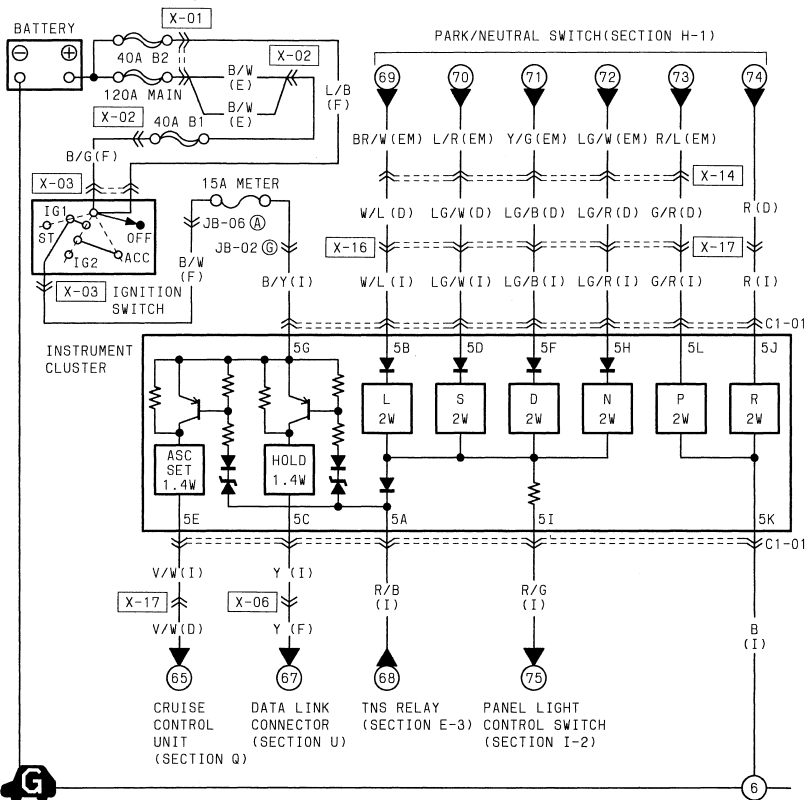 X-01
BATTERY
PARK/NEUTRAL SWITCH(SECTION H-1)
40A B2
X-02
B/W
(E)
69 70 71 72 73 74
120A MAIN
L/B
(F)
X-02
40A B1
B/W
(E)
BR/W(EM) L/R(EM) Y/G(EM) LG/W(EM) R/L(EM)
B/G(F)
X-03
15A METER
X-14
IG1
ST
OFF
IG2
ACC
JB-06 A
W/L(D) LG/W(D) LG/B(D) LG/R(D) G/R(D) R(D)
JB-02 G
X-16
X-17
B/W
(F)
B/Y(I) W/L(I) LG/W(I) LG/B(I) LG/R(I) G/R(I) R(I)
X-03
IGNITION
SWITCH
C1-01
INSTRUMENT
CLUSTER
5G 5B 5D 5F 5H 5L 5J
L
2W
S
2W
D
2W
N
2W
P
2W
R
2W
ASC
SET
1.4W
HOLD
1.4W
5E 5C 5A 5I 5K
C1-01
V/W(I) Y(I)
R/B
(I)
R/G
(I)
X-17
X-06
V/W(D) Y(F)
B
(I)
65 67 68 75
CRUISE
CONTROL
UNIT
(SECTION Q)
DATA LINK
CONNECTOR
(SECTION U)
TNS RELAY
(SECTION E-3)
PANEL LIGHT
CONTROL SWITCH
(SECTION I-2)
G
6